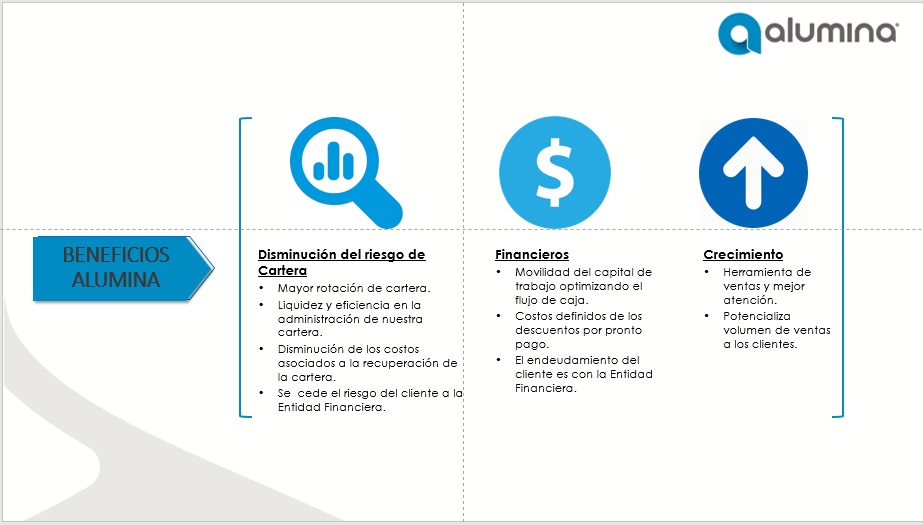 alumina®
BENEFICIOS
ALUMINA
$
Disminución del riesgo de
Cartera
• Mayor rotación de cartera.
• Liquidez y eficiencia en la
administración de nuestra
cartera.
• Disminución de los costos
asociados a la recuperación de
la cartera.
• Se cede el riesgo del cliente a la
Entidad Financiera.
Financieros
• Movilidad del capital de
trabajo optimizando el
flujo de caja.
• Costos definidos de los
descuentos por pronto
pago.
• El endeudamiento del
cliente es con la Entidad
Financiera.
Crecimiento
• Herramienta de
ventas y mejor
atención.
• Potencializa
volumen de ventas
a los clientes.